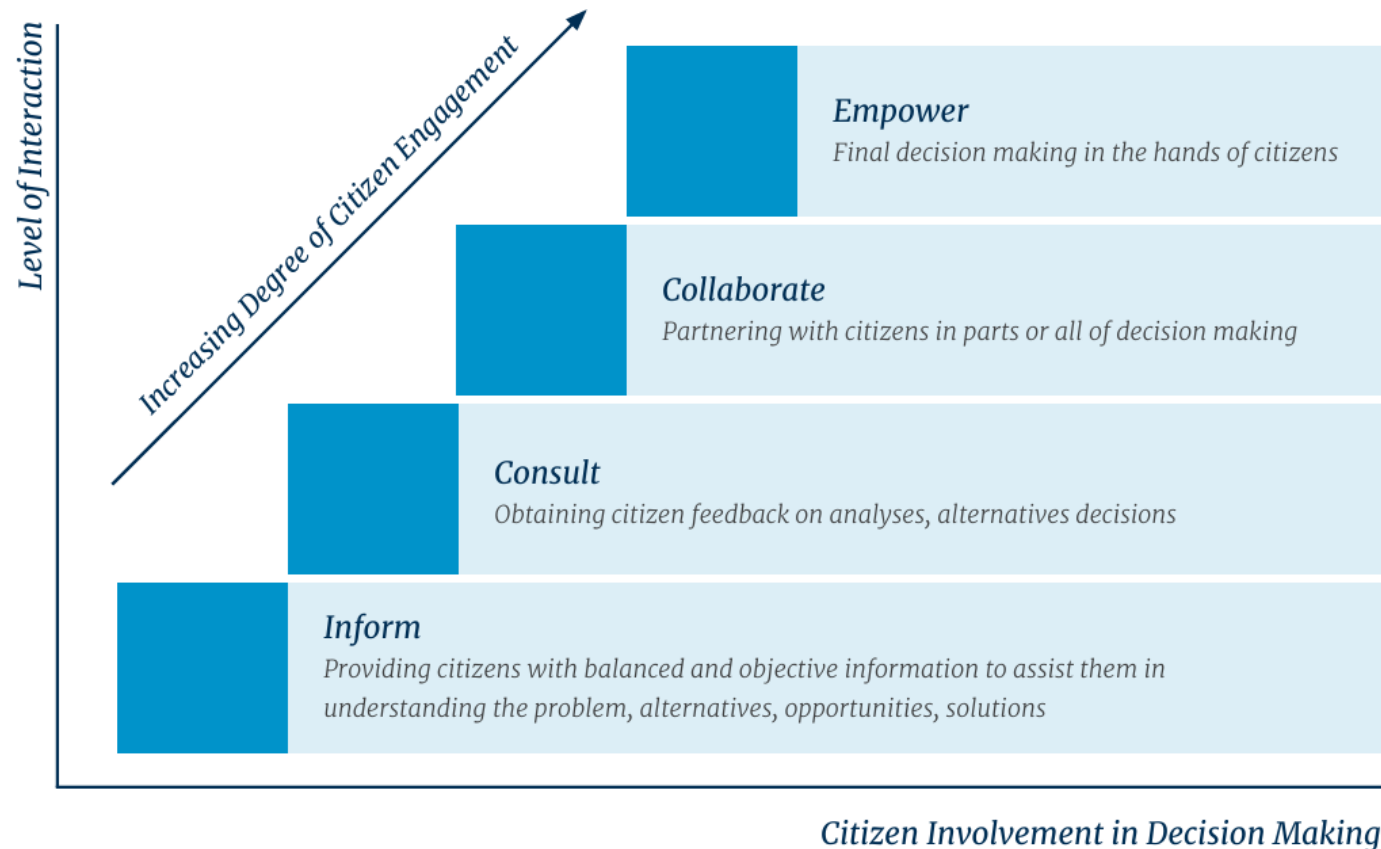 Level of Interaction
Increasing Degree of Citizen Engagement
Empower
Final decision making in the hands of citizens
Collaborate
Partnering with citizens in parts or all of decision making
Consult
Obtaining citizen feedback on analyses, alternatives decisions
Inform
Providing citizens with balanced and objective information to assist them in
understanding the problem, alternatives, opportunities, solutions
Citizen Involvement in Decision Making